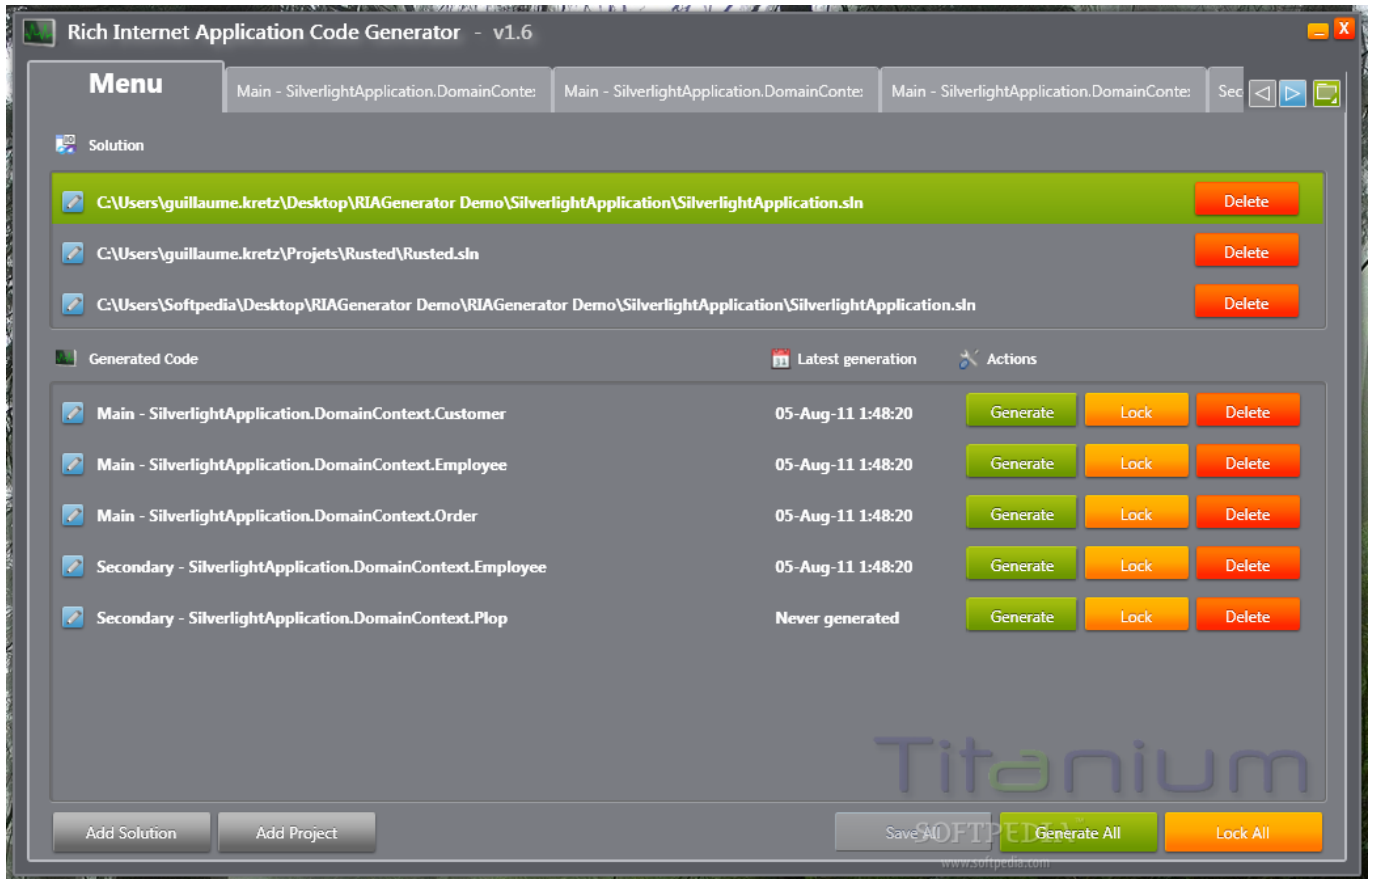 Rich Internet Application Code Generator - v1.6
X
Menu
Main - SilverlightApplication.DomainConte
Main - SilverlightApplication.DomainConte
Main - SilverlightApplication.DomainConte
Sec
Solution
C:\Users\guillaume.kretz\Desktop\RIAGenerator Demo\SilverlightApplication\SilverlightApplication.sln
Delete
C:\Users\guillaume.kretz\Projets\Rusted\Rusted.sln
Delete
C:\Users\Softpedia\Desktop\RIAGenerator Demo\RIAGenerator Demo\SilverlightApplication\SilverlightApplication.sln
Delete
Generated Code
Latest generation
Actions
Main - SilverlightApplication.DomainContext.Customer
05-Aug-11 1:48:20
Generate
Lock
Delete
Main - SilverlightApplication.DomainContext.Employee
05-Aug-11 1:48:20
Generate
Lock
Delete
Main - SilverlightApplication.DomainContext.Order
05-Aug-11 1:48:20
Generate
Lock
Delete
Secondary - SilverlightApplication.DomainContext.Employee
05-Aug-11 1:48:20
Generate
Lock
Delete
Secondary - SilverlightApplication.DomainContext.Plop
Never generated
Generate
Lock
Delete
Titanium
Add Solution
Add Project
Save All
SOFTPEDIA™
Generate All
Lock All
www.softpedia.com